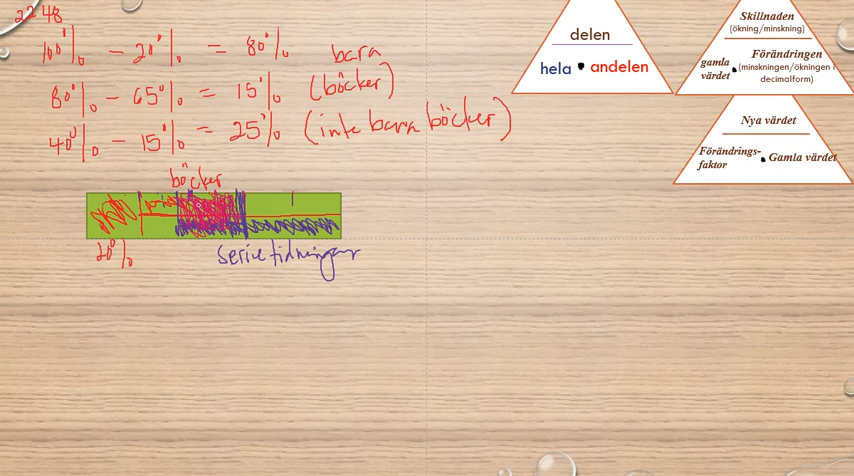 2248
100% - 20% = 80% bara
80% - 65% = 15% (böcker)
40% - 15% = 25% (inte bara böcker)
böcker
20%
serietidningar
delen
hela • andelen
Skillnaden
(ökning/minskning)
gamla värdet • Förändringen
(minskningen/ökningen i
decimalform)
Nya värdet
Förändrings-
faktor • Gamla värdet